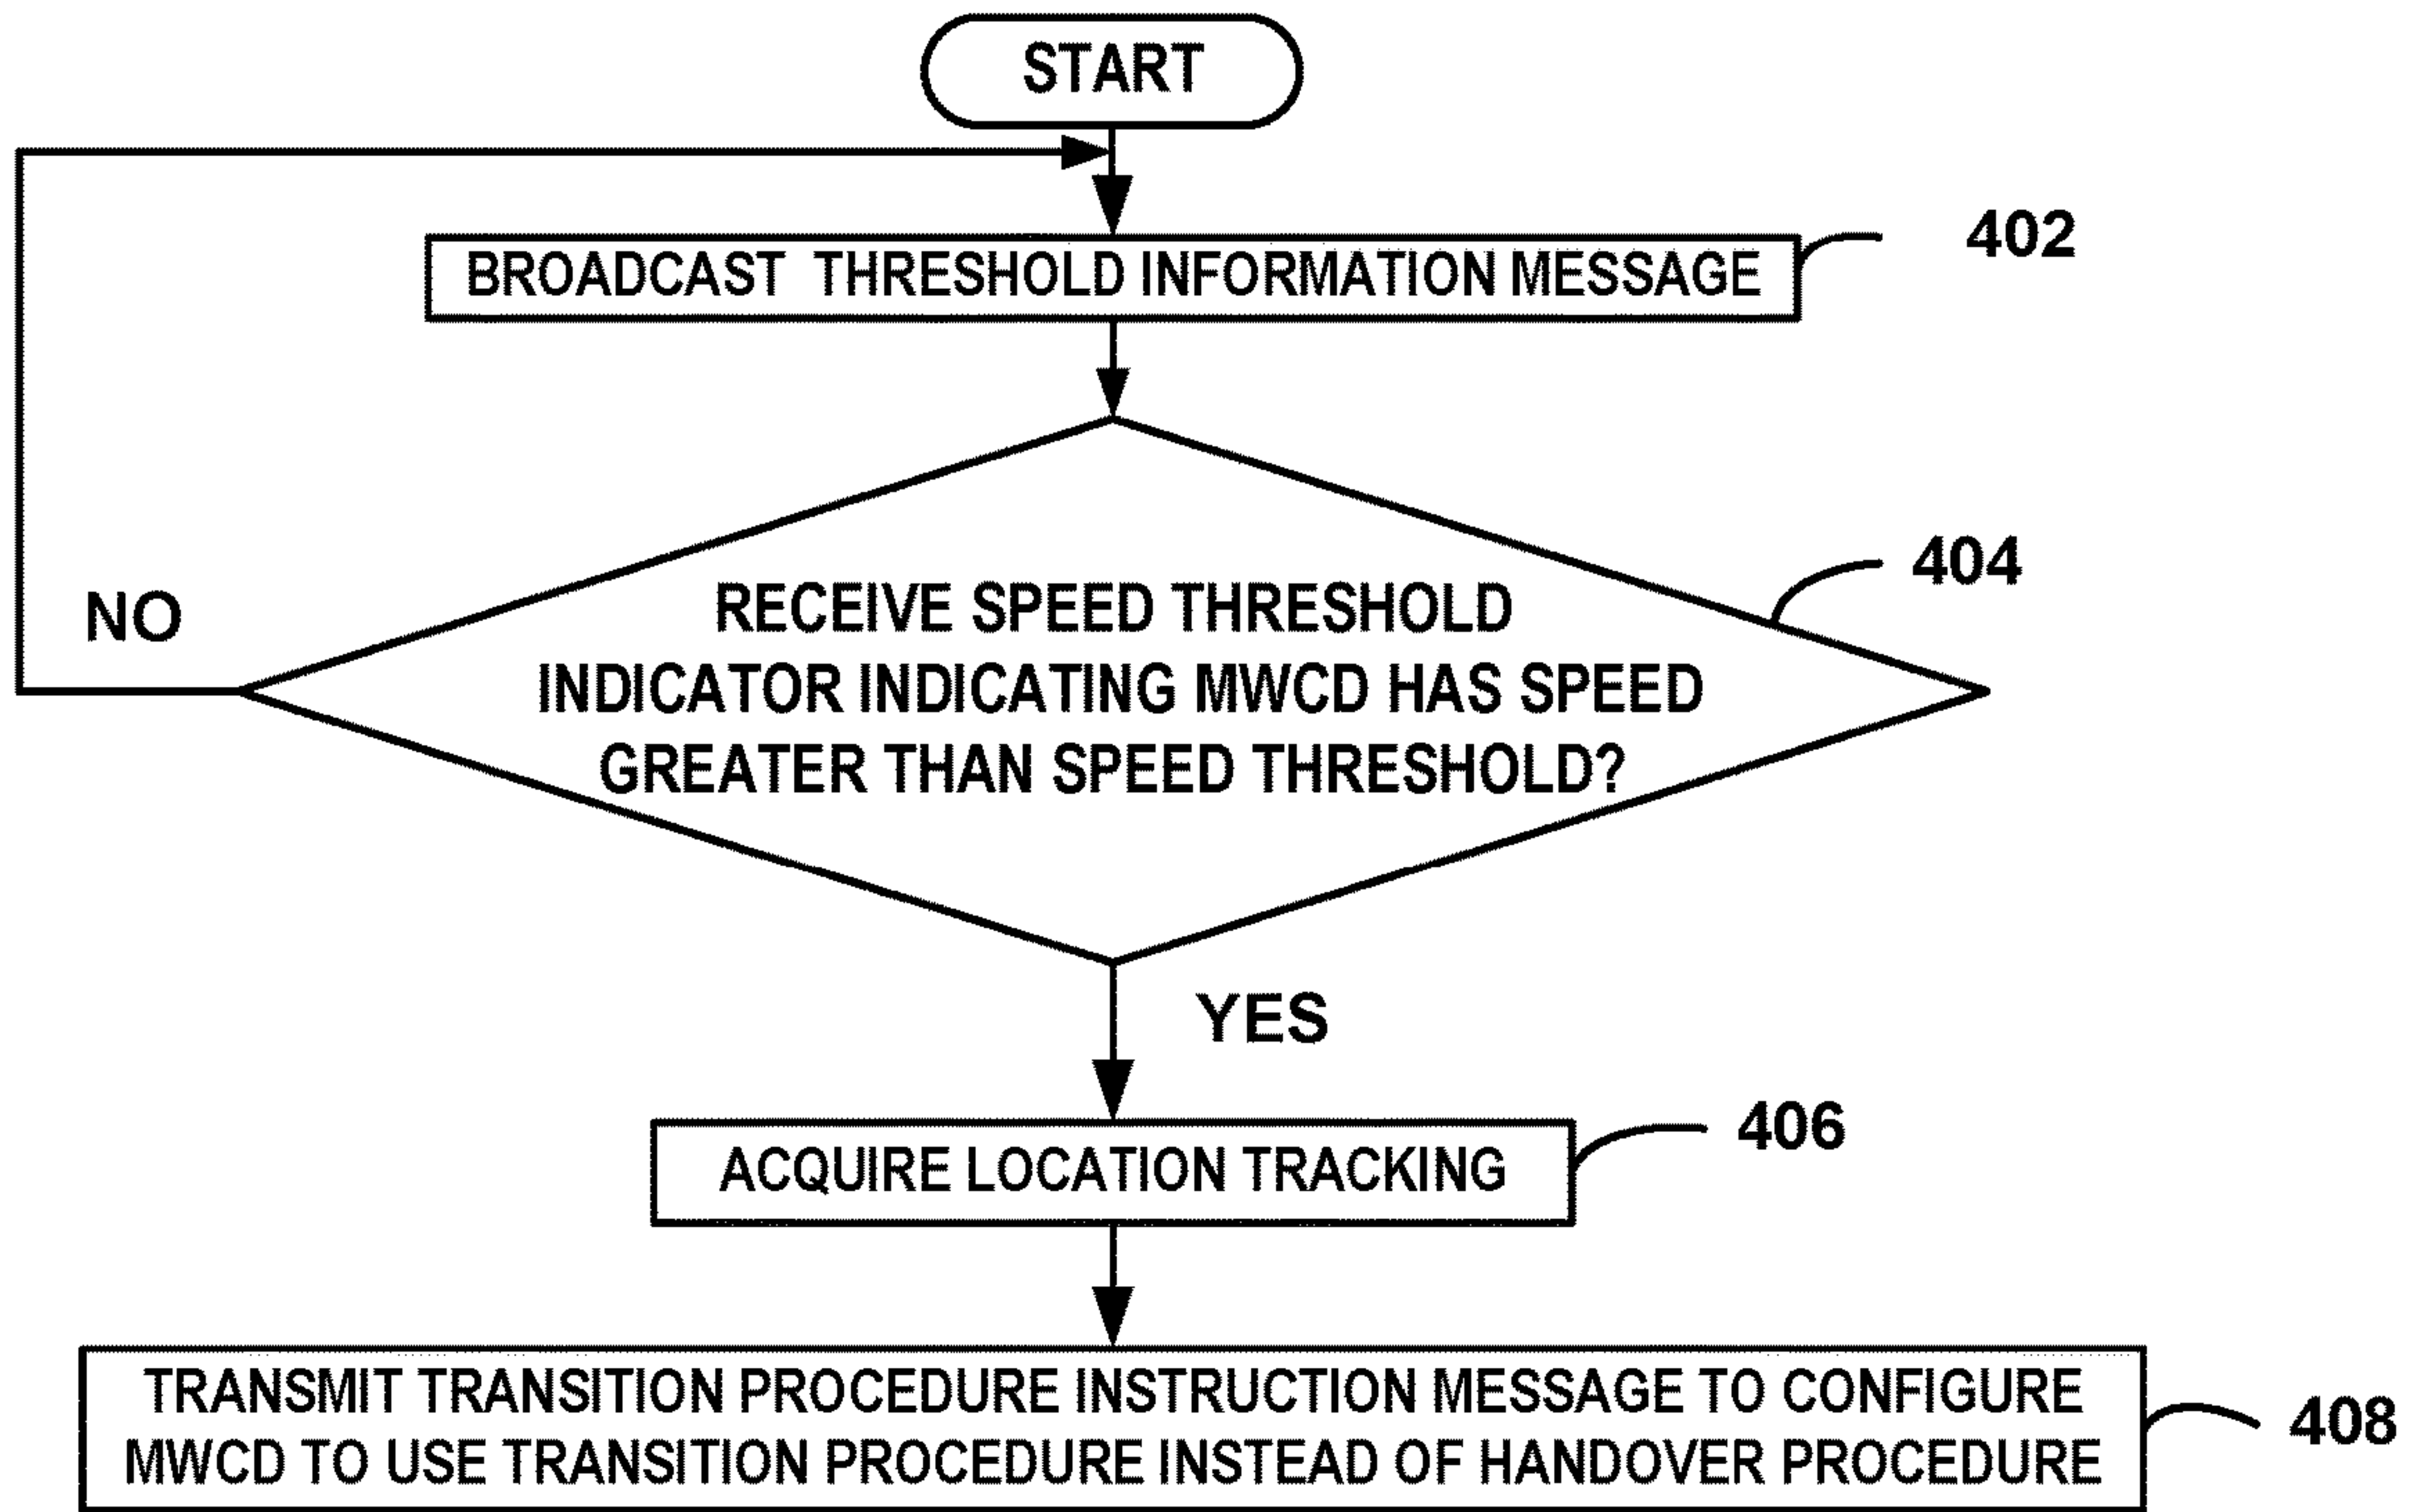 START
BROADCAST THRESHOLD INFORMATION MESSAGE
402
404
RECEIVE SPEED THRESHOLD
INDICATOR INDICATING MWCD HAS SPEED
GREATER THAN SPEED THRESHOLD?
NO
YES
ACQUIRE LOCATION TRACKING
406
TRANSMIT TRANSITION PROCEDURE INSTRUCTION MESSAGE TO CONFIGURE
MWCD TO USE TRANSITION PROCEDURE INSTEAD OF HANDOVER PROCEDURE
408